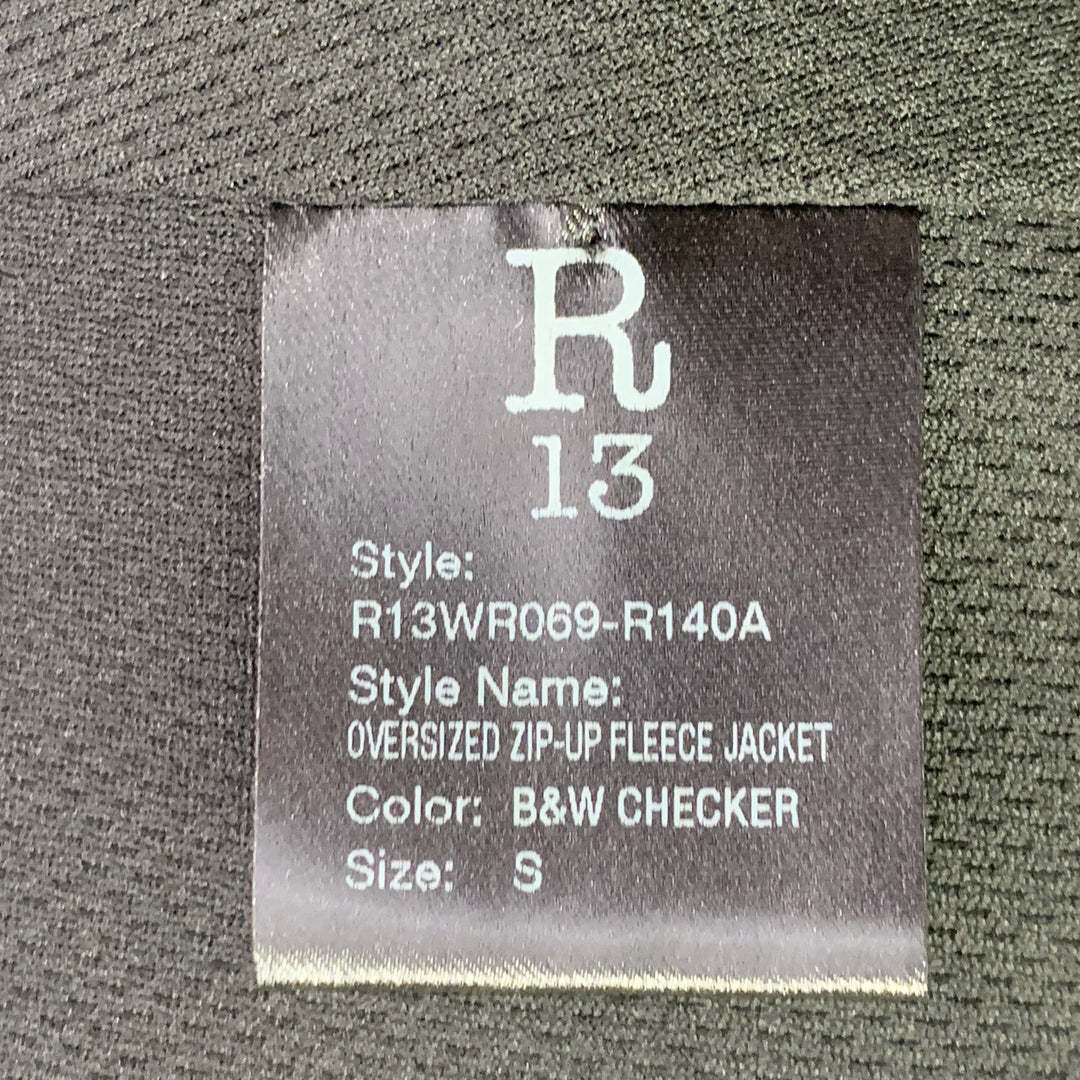 R
13
Style:
R13WR069-R140A
Style Name:
OVERSIZED ZIP-UP FLEECE JACKET
Color: B&W CHECKER
Size: S